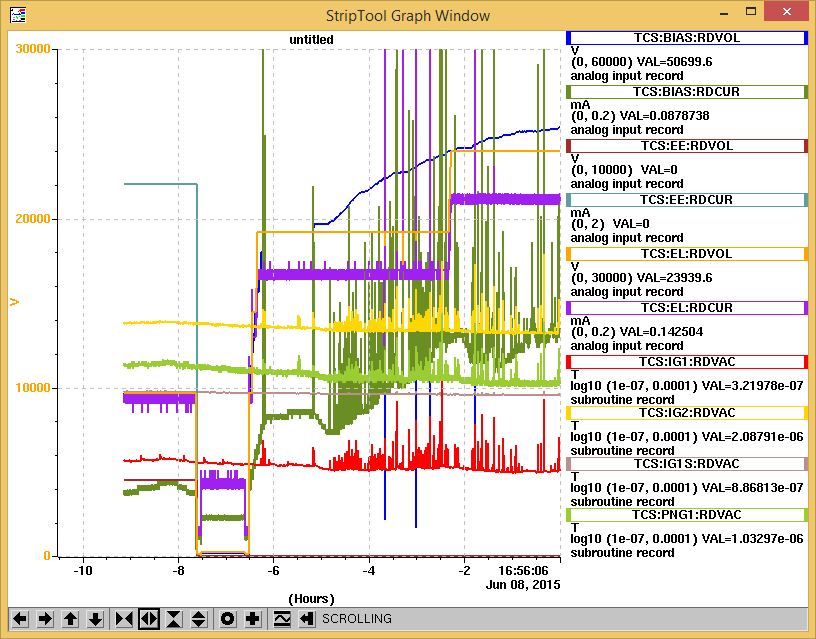 StripTool Graph Window
untitled
30000
20000
V
10000
0
-10
-8
-6
-4
-2
16:56:06
Jun 08, 2015
(Hours)
TCS:BIAS:RDVOL
V
(0, 60000) VAL=50699.6
analog input record
TCS:BIAS:RDCUR
mA
(0, 0.2) VAL=0.0878738
analog input record
TCS:EE:RDVOL
V
(0, 10000) VAL=0
analog input record
TCS:EE:RDCUR
mA
(0, 2) VAL=0
analog input record
TCS:EL:RDVOL
V
(0, 30000) VAL=23939.6
analog input record
TCS:EL:RDCUR
mA
(0, 0.2) VAL=0.142504
analog input record
TCS:IG1:RDVAC
T
log10 (1e-07, 0.0001) VAL=3.21978e-07
subroutine record
TCS:IG2:RDVAC
T
log10 (1e-07, 0.0001) VAL=2.08791e-06
subroutine record
TCS:IG1S:RDVAC
T
log10 (1e-07, 0.0001) VAL=8.86813e-07
subroutine record
TCS:PNG1:RDVAC
T
log10 (1e-07, 0.0001) VAL=1.03297e-06
subroutine record
SCROLLING